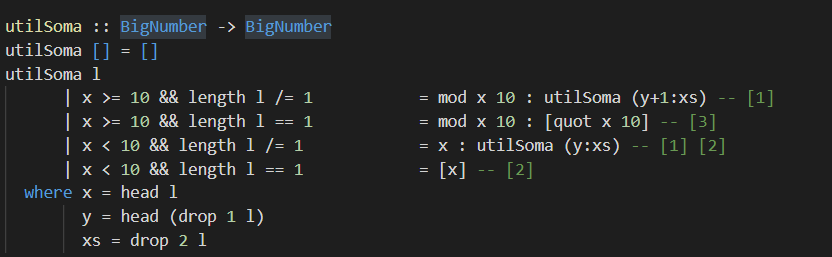 utilSoma :: BigNumber -> BigNumber
utilSoma [] = []
utilSoma l
| x >= 10 && length l /= 1 = mod x 10 : utilSoma (y+1:xs) -- [1]
| x >= 10 && length l == 1 = mod x 10 : [quot x 10] -- [3]
| x < 10 && length l /= 1 = x : utilSoma (y:xs) -- [1] [2]
| x < 10 && length l == 1 = [x] -- [2]
where x = head l
y = head (drop 1 l)
xs = drop 2 l